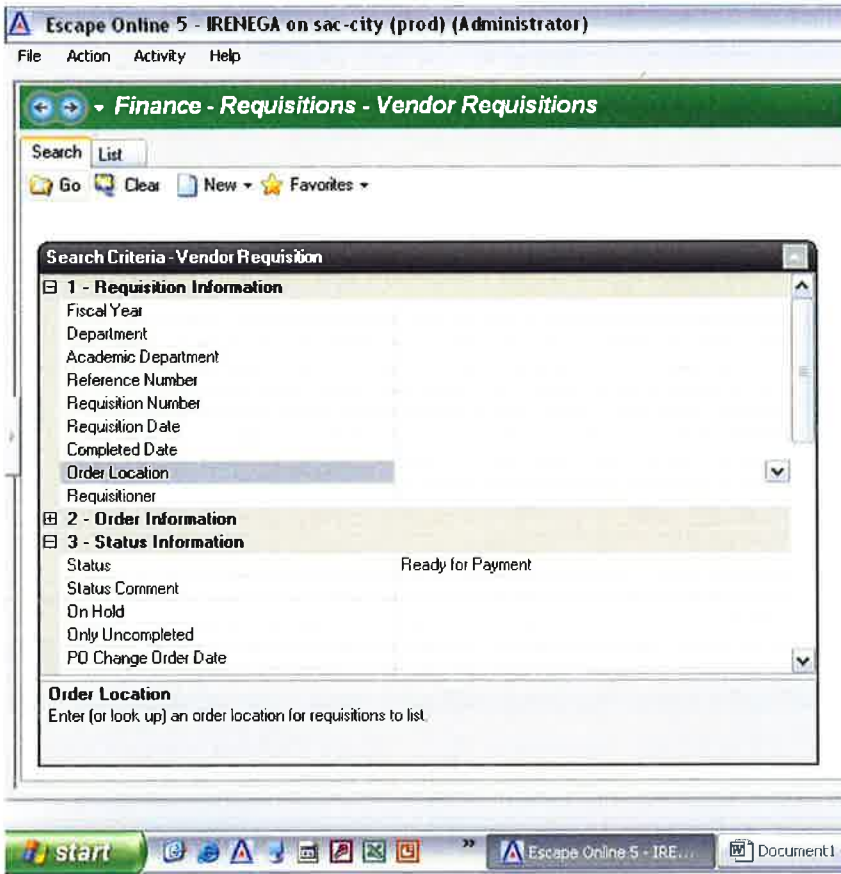 Escape Online 5 - IRENEGA on sac-city (prod) (Administrator)
File Action Activity Help
Finance - Requisitions - Vendor Requisitions
Search List
Go Clear New Favorites
Search Criteria - Vendor Requisition
1 - Requisition Information
Fiscal Year
Department
Academic Department
Reference Number
Requisition Number
Requisition Date
Completed Date
Order Location
Requisitioner
2 - Order Information
3 - Status Information
Status Ready for Payment
Status Comment
On Hold
Only Uncompleted
PO Change Order Date
Order Location
Enter (or look up) an order location for requisitions to list.
start » Escape Online 5 - IRE... Document1